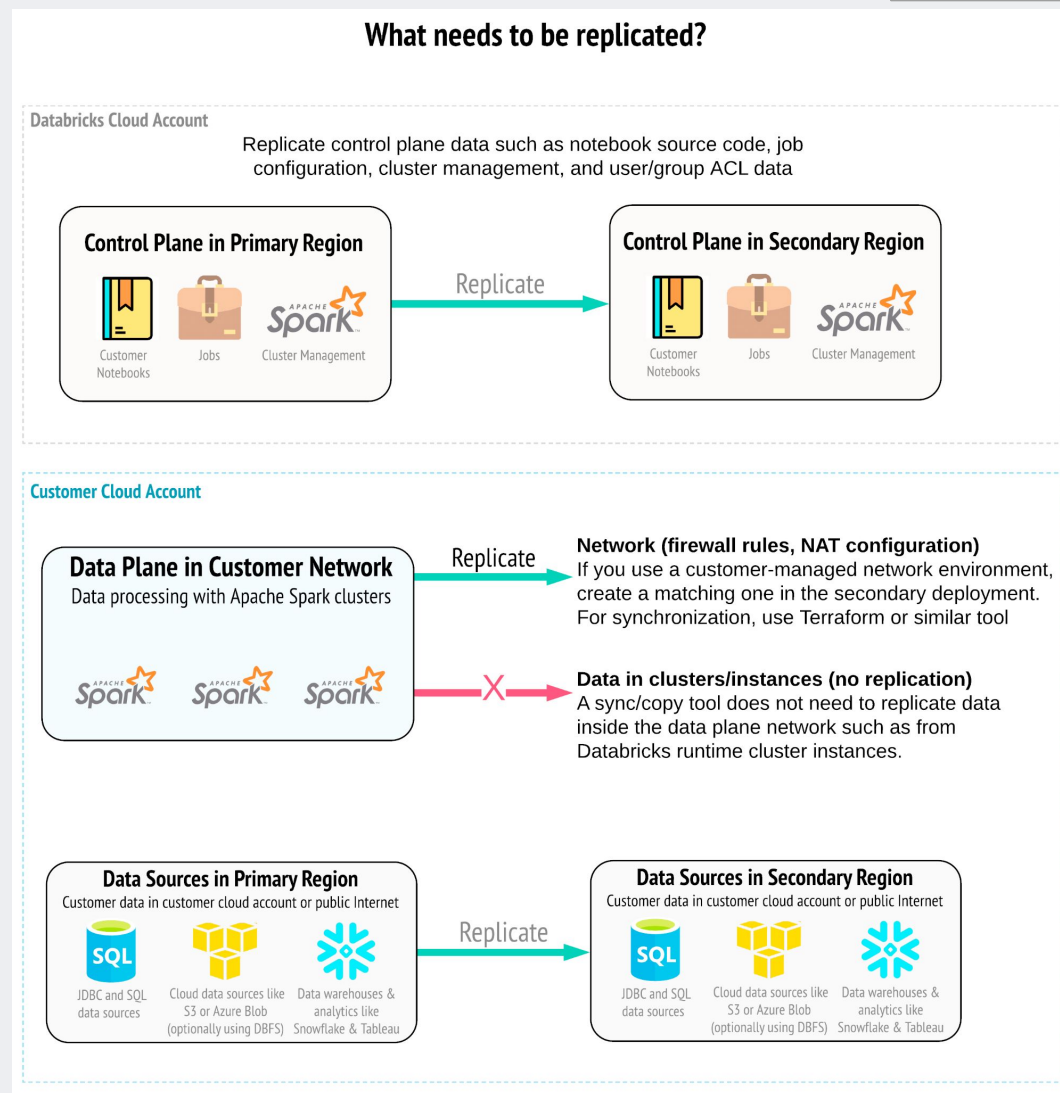 What needs to be replicated?
Databricks Cloud Account
Replicate control plane data such as notebook source code, job
configuration, cluster management, and user/group ACL data
Control Plane in Primary Region
APACHE
Spark™
Customer
Notebooks
Jobs
Cluster Management
Replicate
Control Plane in Secondary Region
APACHE
Spark™
Customer
Notebooks
Jobs
Cluster Management
Customer Cloud Account
Data Plane in Customer Network
Data processing with Apache Spark clusters
APACHE
Spark™
APACHE
Spark™
APACHE
Spark™
Replicate
Network (firewall rules, NAT configuration)
If you use a customer-managed network environment,
create a matching one in the secondary deployment.
For synchronization, use Terraform or similar tool
X
Data in clusters/instances (no replication)
A sync/copy tool does not need to replicate data
inside the data plane network such as from
Databricks runtime cluster instances.
Data Sources in Primary Region
Customer data in customer cloud account or public Internet
SQL
JDBC and SQL
data sources
Cloud data sources like
S3 or Azure Blob
(optionally using DBFS)
Data warehouses &
analytics like
Snowflake & Tableau
Replicate
Data Sources in Secondary Region
Customer data in customer cloud account or public Internet
SQL
JDBC and SQL
data sources
Cloud data sources like
S3 or Azure Blob
(optionally using DBFS)
Data warehouses &
analytics like
Snowflake & Tableau